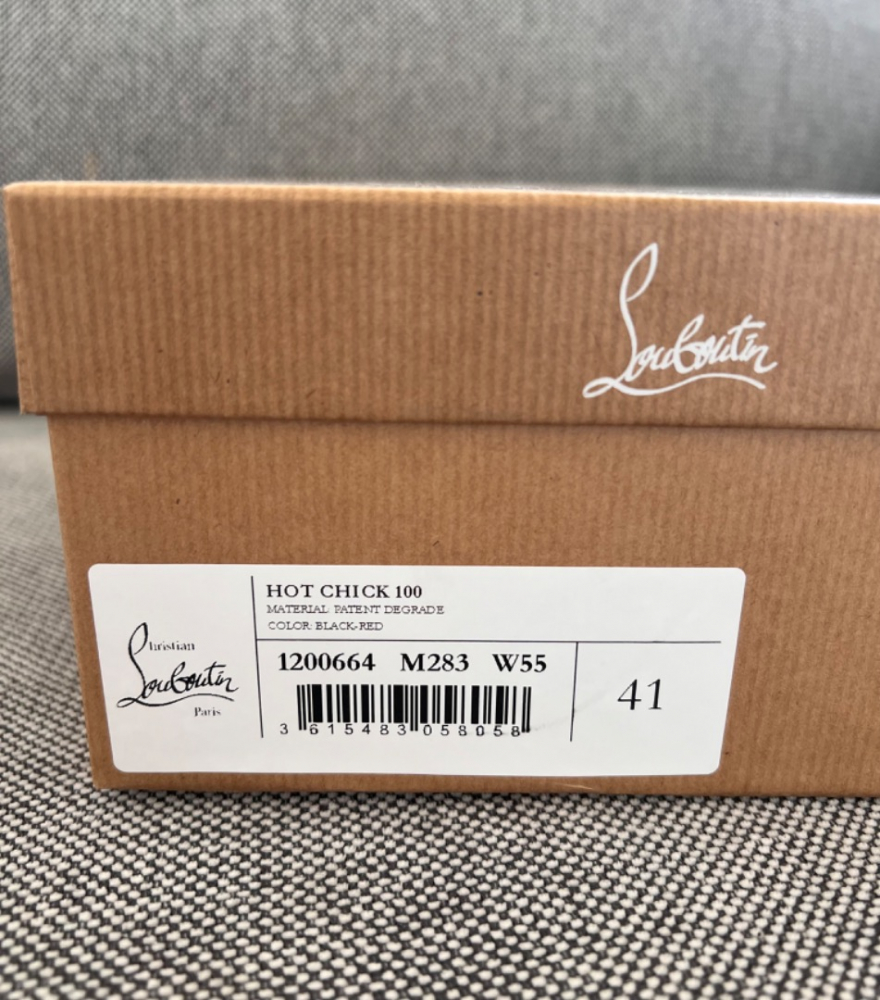 Louboutin
HOT CHICK 100
MATERIAL: PATENT DEGRADE
COLOR: BLACK-RED
Christian
Louboutin
Paris
1200664 M283 W55
3 615483 058058
41